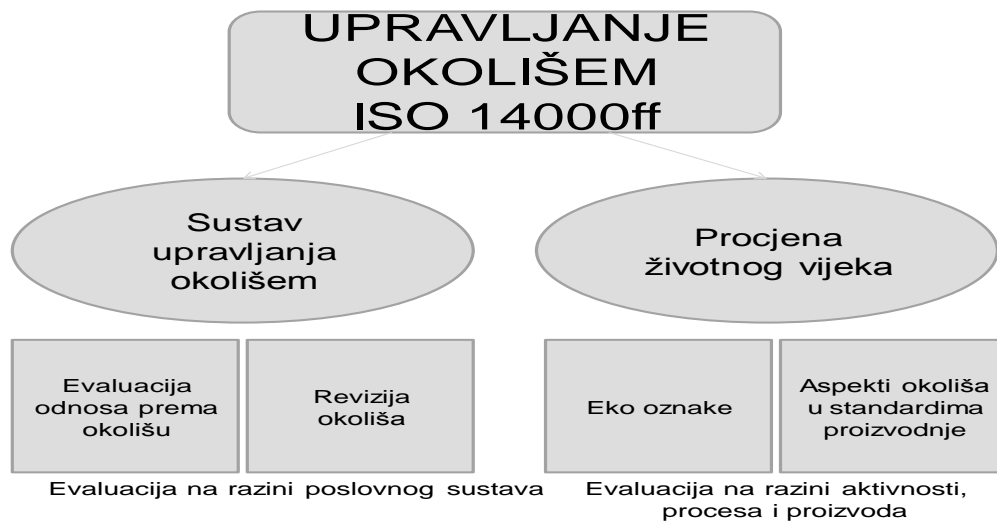 UPRAVLJANJE
OKOLIŠEM
ISO 14000ff
Sustav
upravljanja
okolišem
Procjena
životnog vijeka
Evaluacija
odnosa prema
okolišu
Revizija
okoliša
Eko oznake
Aspekti okoliša
u standardima
proizvodnje
Evaluacija na razini poslovnog sustava
Evaluacija na razini aktivnosti,
procesa i proizvoda